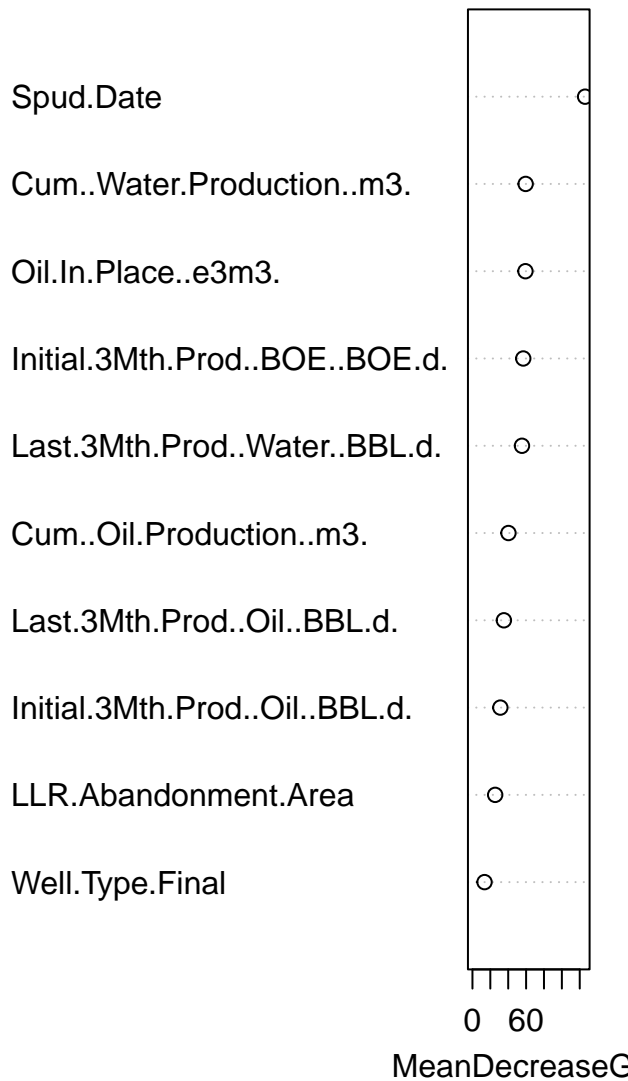 Spud.Date
Cum..Water.Production..m3.
Oil.In.Place..e3m3.
Initial.3Mth.Prod..BOE..BOE.d.
Last.3Mth.Prod..Water..BBL.d.
Cum..Oil.Production..m3.
Last.3Mth.Prod..Oil..BBL.d.
Initial.3Mth.Prod..Oil..BBL.d.
LLR.Abandonment.Area
Well.Type.Final
0 60
MeanDecreaseG